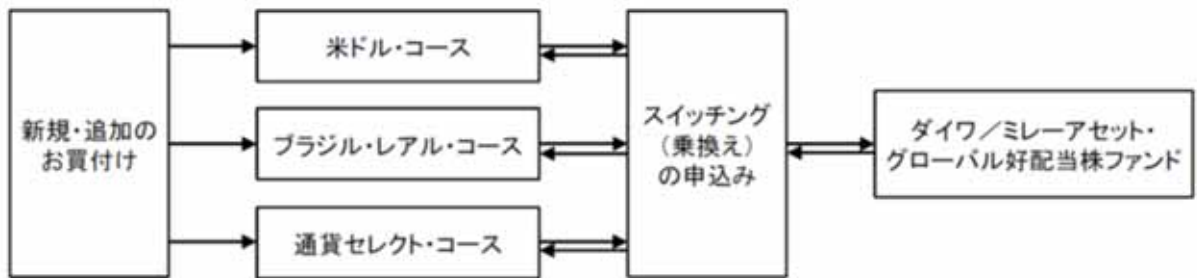 新規・追加の
お買付け
米ドル・コース
ブラジル・レアル・コース
通貨セレクト・コース
スイッチング
（乗換え）
の申込み
ダイワ／ミレーアセット・
グローバル好配当株ファンド